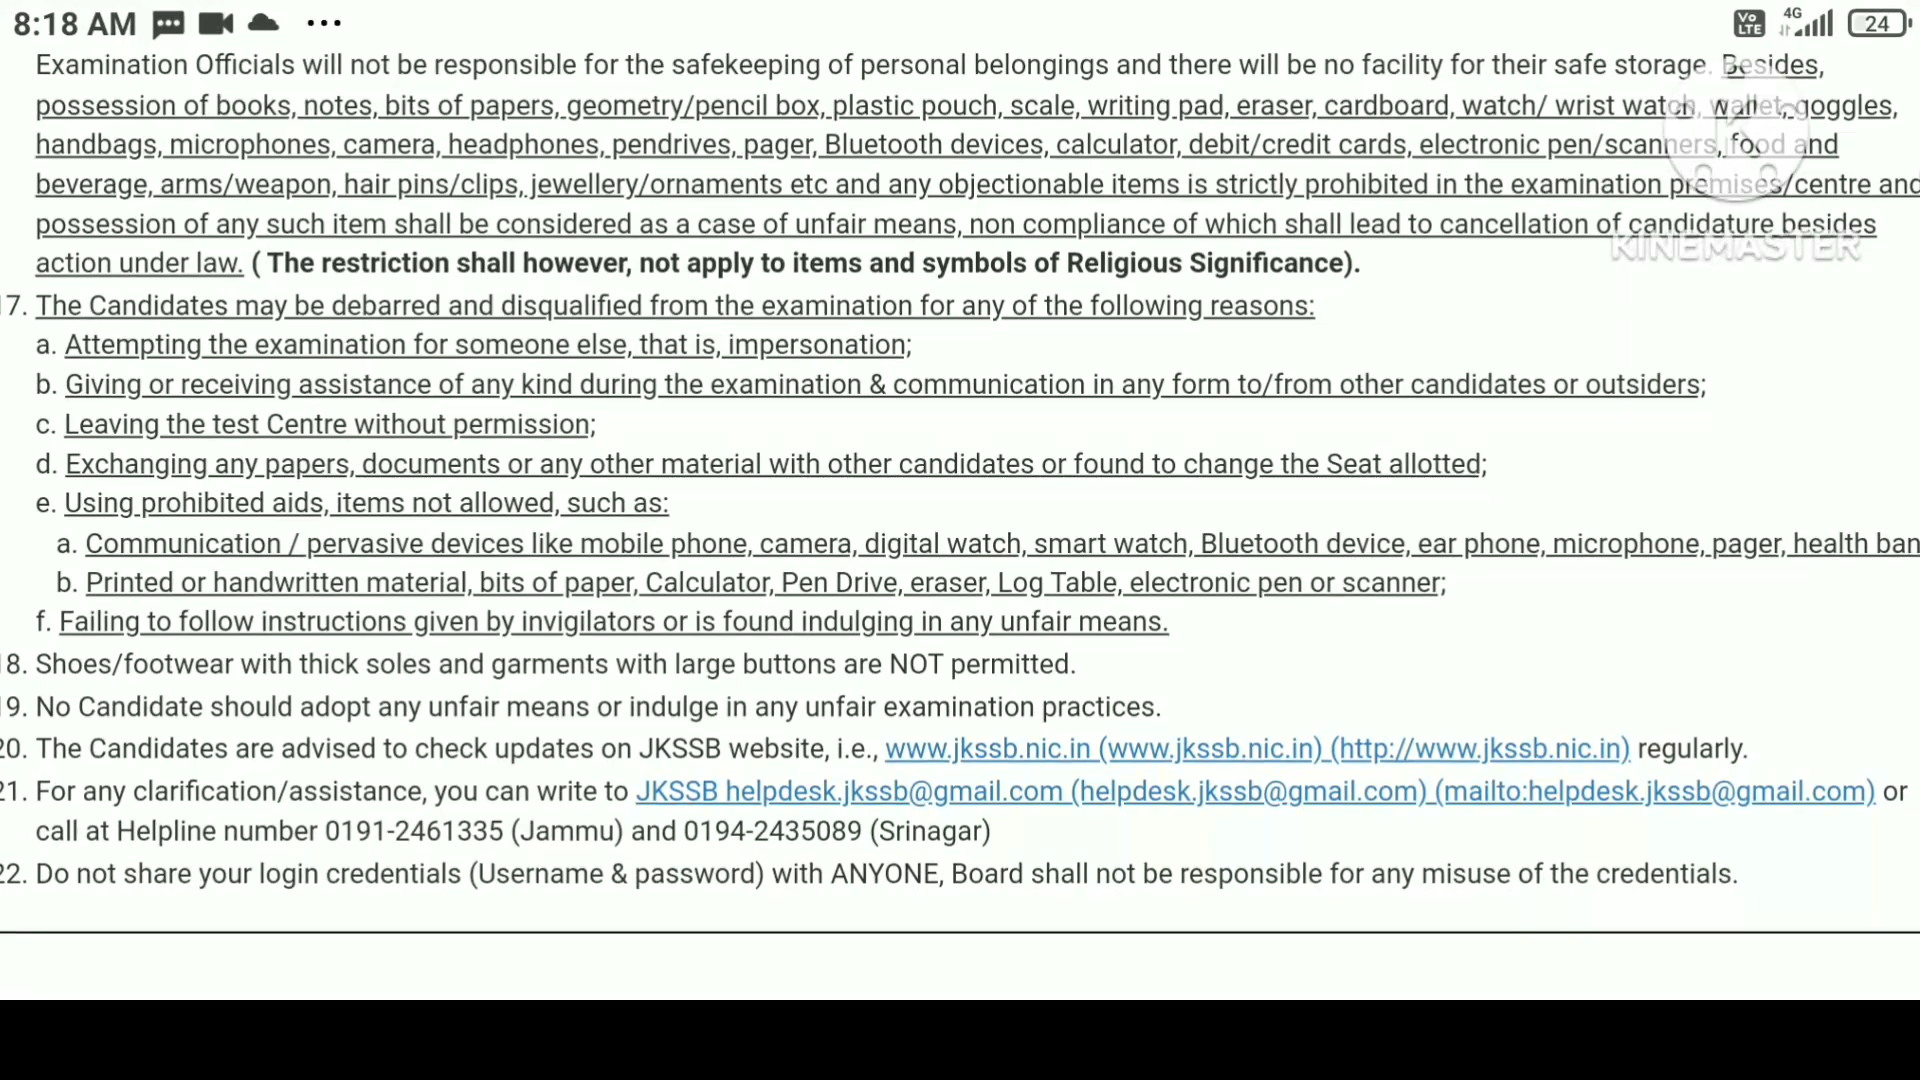 8:18 AM
Vo LTE 4G 24
Examination Officials will not be responsible for the safekeeping of personal belongings and there will be no facility for their safe storage. Besides,
possession of books, notes, bits of papers, geometry/pencil box, plastic pouch, scale, writing pad, eraser, cardboard, watch/ wrist watch, wallet, goggles,
handbags, microphones, camera, headphones, pendrives, pager, Bluetooth devices, calculator, debit/credit cards, electronic pen/scanners, food and
beverage, arms/weapon, hair pins/clips, jewellery/ornaments etc and any objectionable items is strictly prohibited in the examination premises/centre and
possession of any such item shall be considered as a case of unfair means, non compliance of which shall lead to cancellation of candidature besides
KINEMASTER
action under law. ( The restriction shall however, not apply to items and symbols of Religious Significance).
17. The Candidates may be debarred and disqualified from the examination for any of the following reasons:
a. Attempting the examination for someone else, that is, impersonation;
b. Giving or receiving assistance of any kind during the examination & communication in any form to/from other candidates or outsiders;
c. Leaving the test Centre without permission;
d. Exchanging any papers, documents or any other material with other candidates or found to change the Seat allotted;
e. Using prohibited aids, items not allowed, such as:
a. Communication / pervasive devices like mobile phone, camera, digital watch, smart watch, Bluetooth device, ear phone, microphone, pager, health ban
b. Printed or handwritten material, bits of paper, Calculator, Pen Drive, eraser, Log Table, electronic pen or scanner;
f. Failing to follow instructions given by invigilators or is found indulging in any unfair means.
18. Shoes/footwear with thick soles and garments with large buttons are NOT permitted.
19. No Candidate should adopt any unfair means or indulge in any unfair examination practices.
20. The Candidates are advised to check updates on JKSSB website, i.e., www.jkssb.nic.in (www.jkssb.nic.in) (http://www.jkssb.nic.in) regularly.
21. For any clarification/assistance, you can write to JKSSB helpdesk.jkssb@gmail.com (helpdesk.jkssb@gmail.com) (mailto:helpdesk.jkssb@gmail.com) or
call at Helpline number 0191-2461335 (Jammu) and 0194-2435089 (Srinagar)
22. Do not share your login credentials (Username & password) with ANYONE, Board shall not be responsible for any misuse of the credentials.